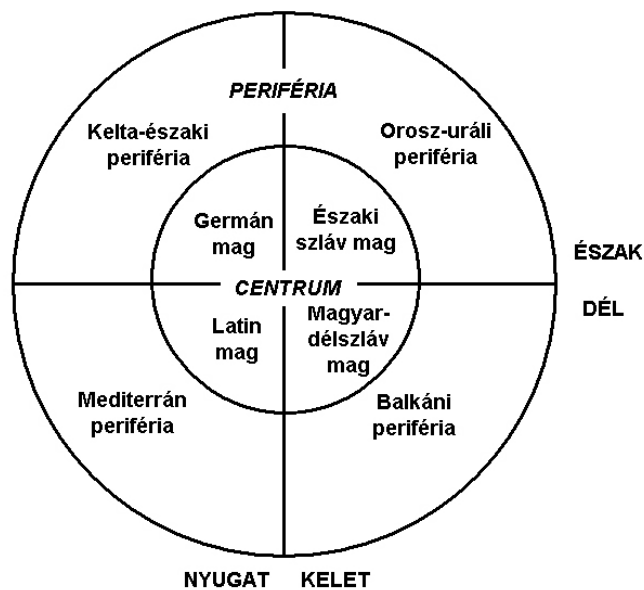 PERIFÉRIA
Kelta-északi
periféria
Orosz-uráli
periféria
Germán
mag
Északi
szláv mag
ÉSZAK
CENTRUM
DÉL
Latin
mag
Magyar-
délszláv
mag
Mediterrán
periféria
Balkáni
periféria
NYUGAT
KELET